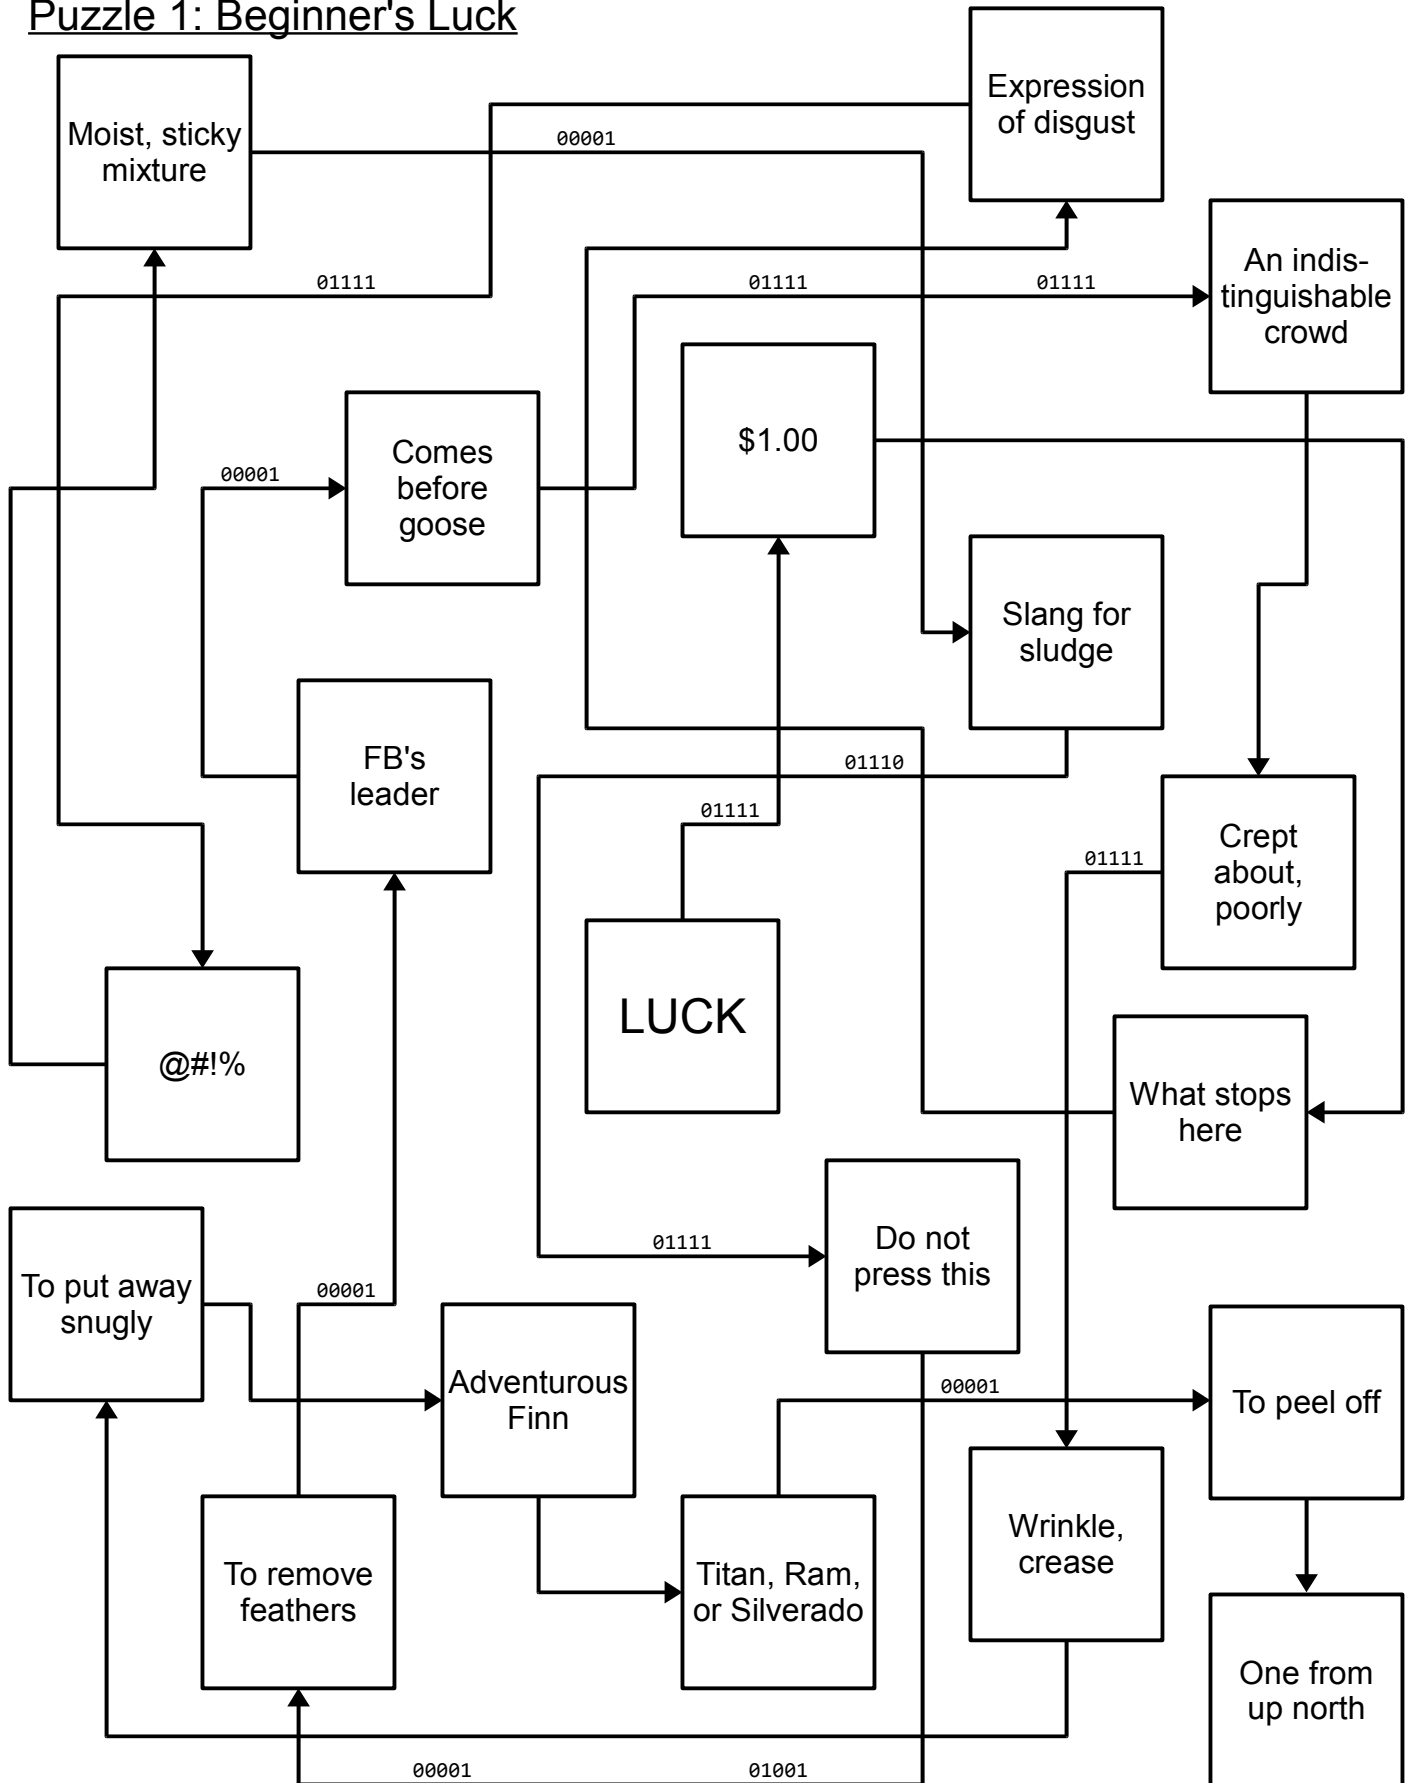 Puzzle 1: Beginner's Luck
Expression
of disgust
Moist, sticky
mixture
00001
An indis-
tinguishable
crowd
01111
01111
01111
$1.00
Comes
before
goose
00001
Slang for
sludge
FB's
leader
01110
01111
Crept
about,
poorly
01111
LUCK
@#!%
What stops
here
Do not
press this
01111
To put away
snugly
00001
Adventurous
Finn
00001
To peel off
Wrinkle,
crease
To remove
feathers
Titan, Ram,
or Silverado
One from
up north
00001
01001